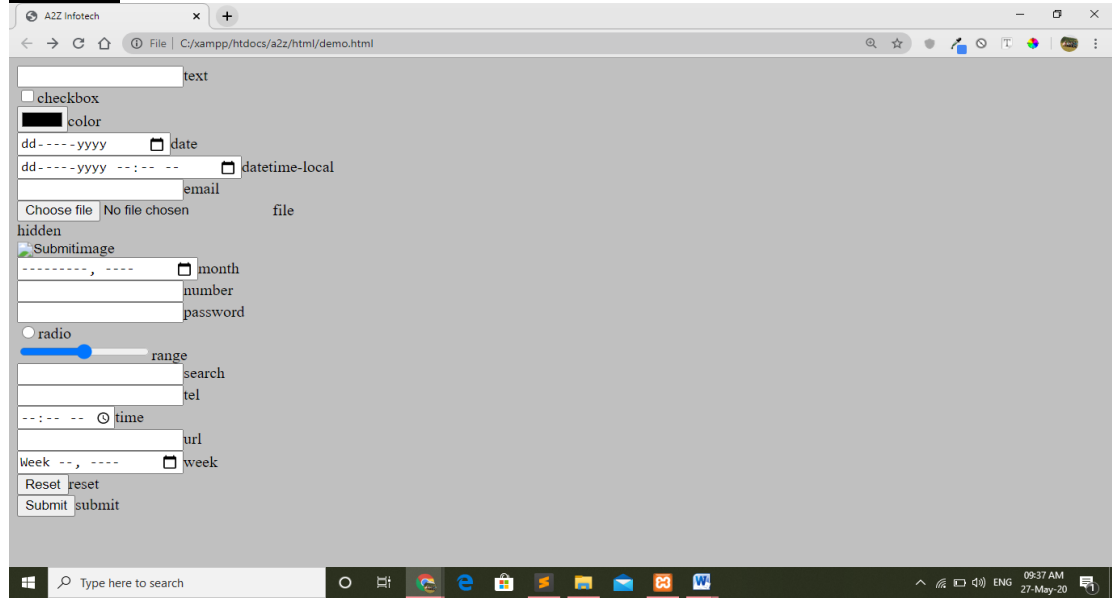 A2Z Infotech
File | C:/xampp/htdocs/a2z/html/demo.html
text
checkbox
color
dd-----yyyy date
dd-----yyyy --:-- -- datetime-local
email
Choose file No file chosen file
hidden
Submitimage
---------, ---- month
number
password
radio
range
search
tel
--:-- -- time
url
Week --, ---- week
Reset reset
Submit submit
Type here to search
ENG
09:37 AM
27-May-20